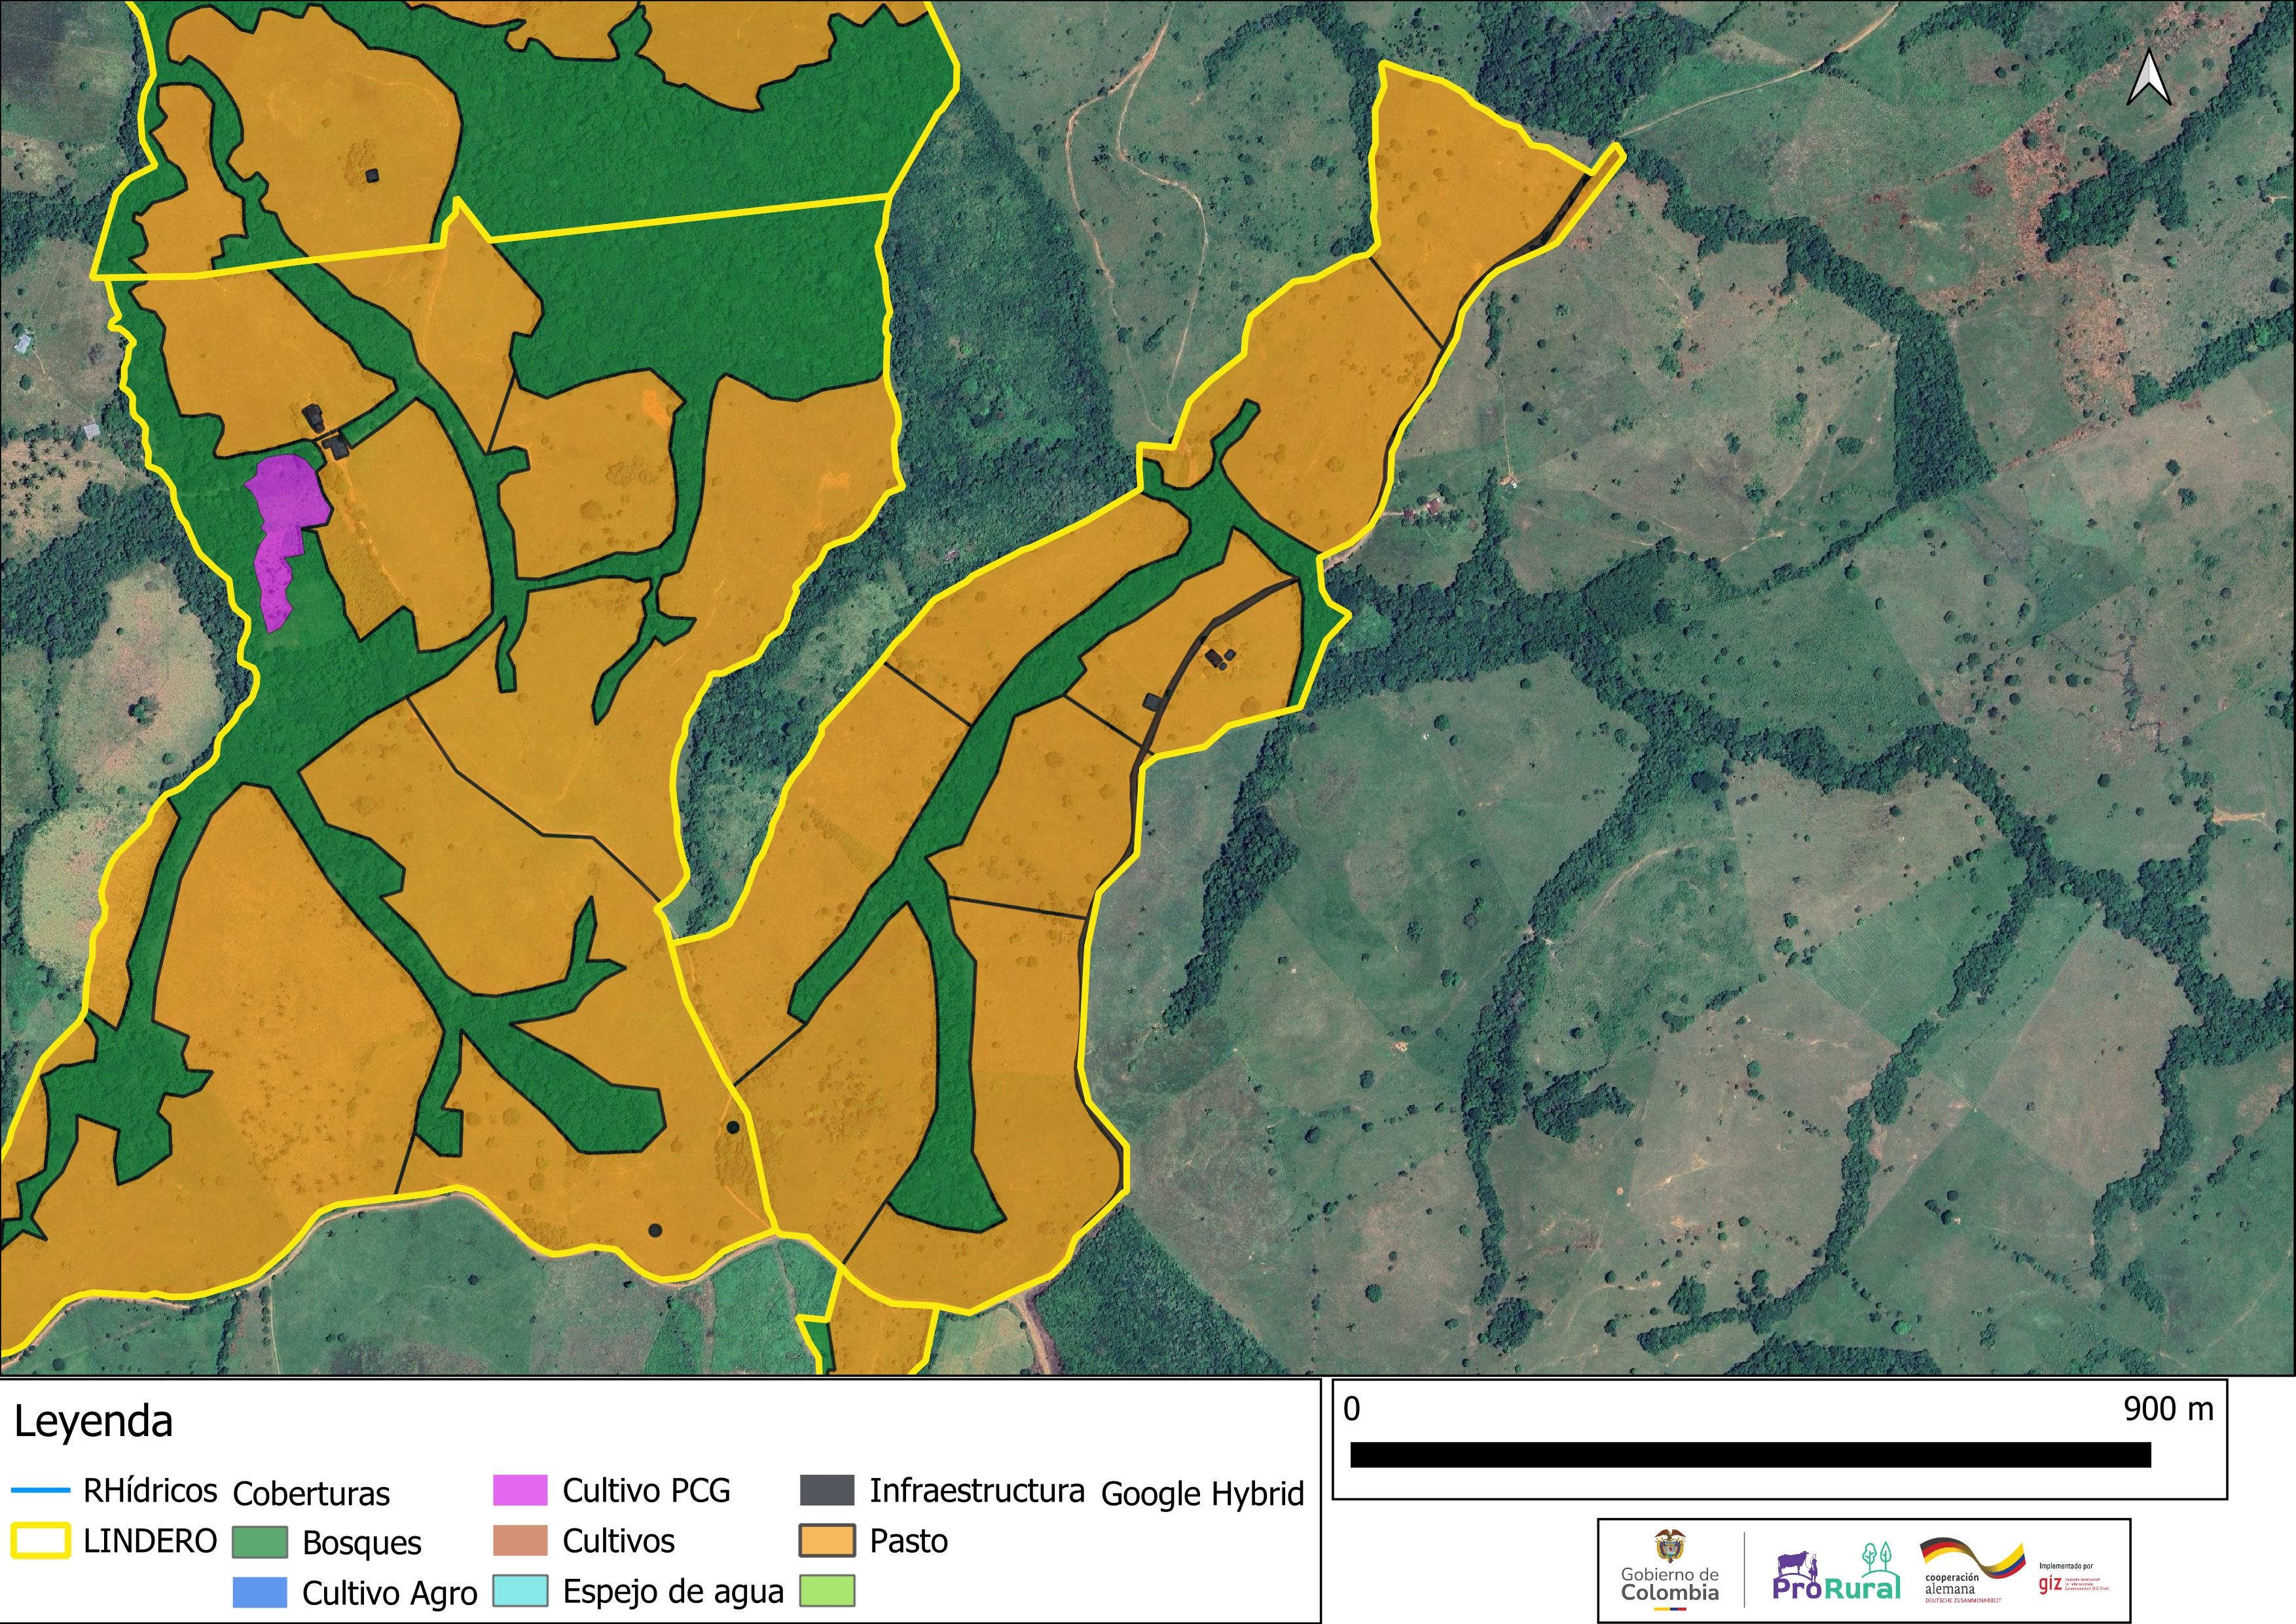 Leyenda
RHídricos
LINDERO
Coberturas
Bosques
Cultivo Agro
Cultivo PCG
Cultivos
Espejo de agua
Infraestructura
Pasto
Google Hybrid
0 900 m
Gobierno de
Colombia
ProRural
cooperación
alemana
DEUTSCHE ZUSAMMENARBEIT
Implementado por
giz